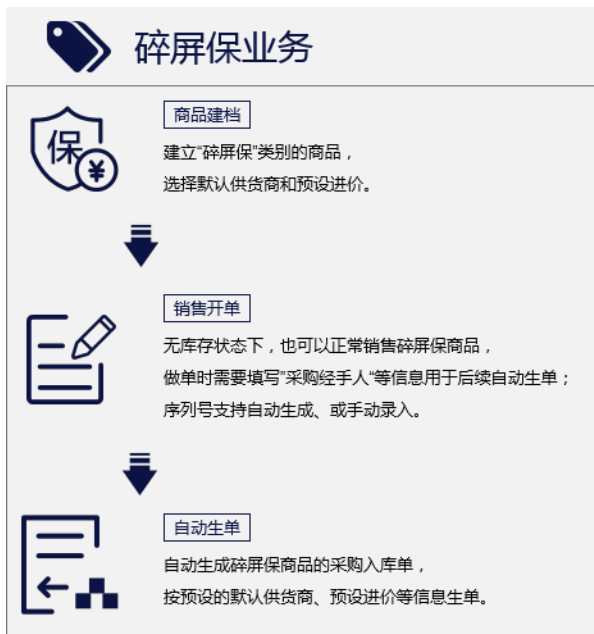 碎屏保业务
保
¥
商品建档
建立“碎屏保”类别的商品，
选择默认供货商和预设进价。
销售开单
无库存状态下，也可以正常销售碎屏保商品，
做单时需要填写”采购经手人“等信息用于后续自动生单；
序列号支持自动生成、或手动录入。
自动生单
自动生成碎屏保商品的采购入库单，
按预设的默认供货商、预设进价等信息生单。